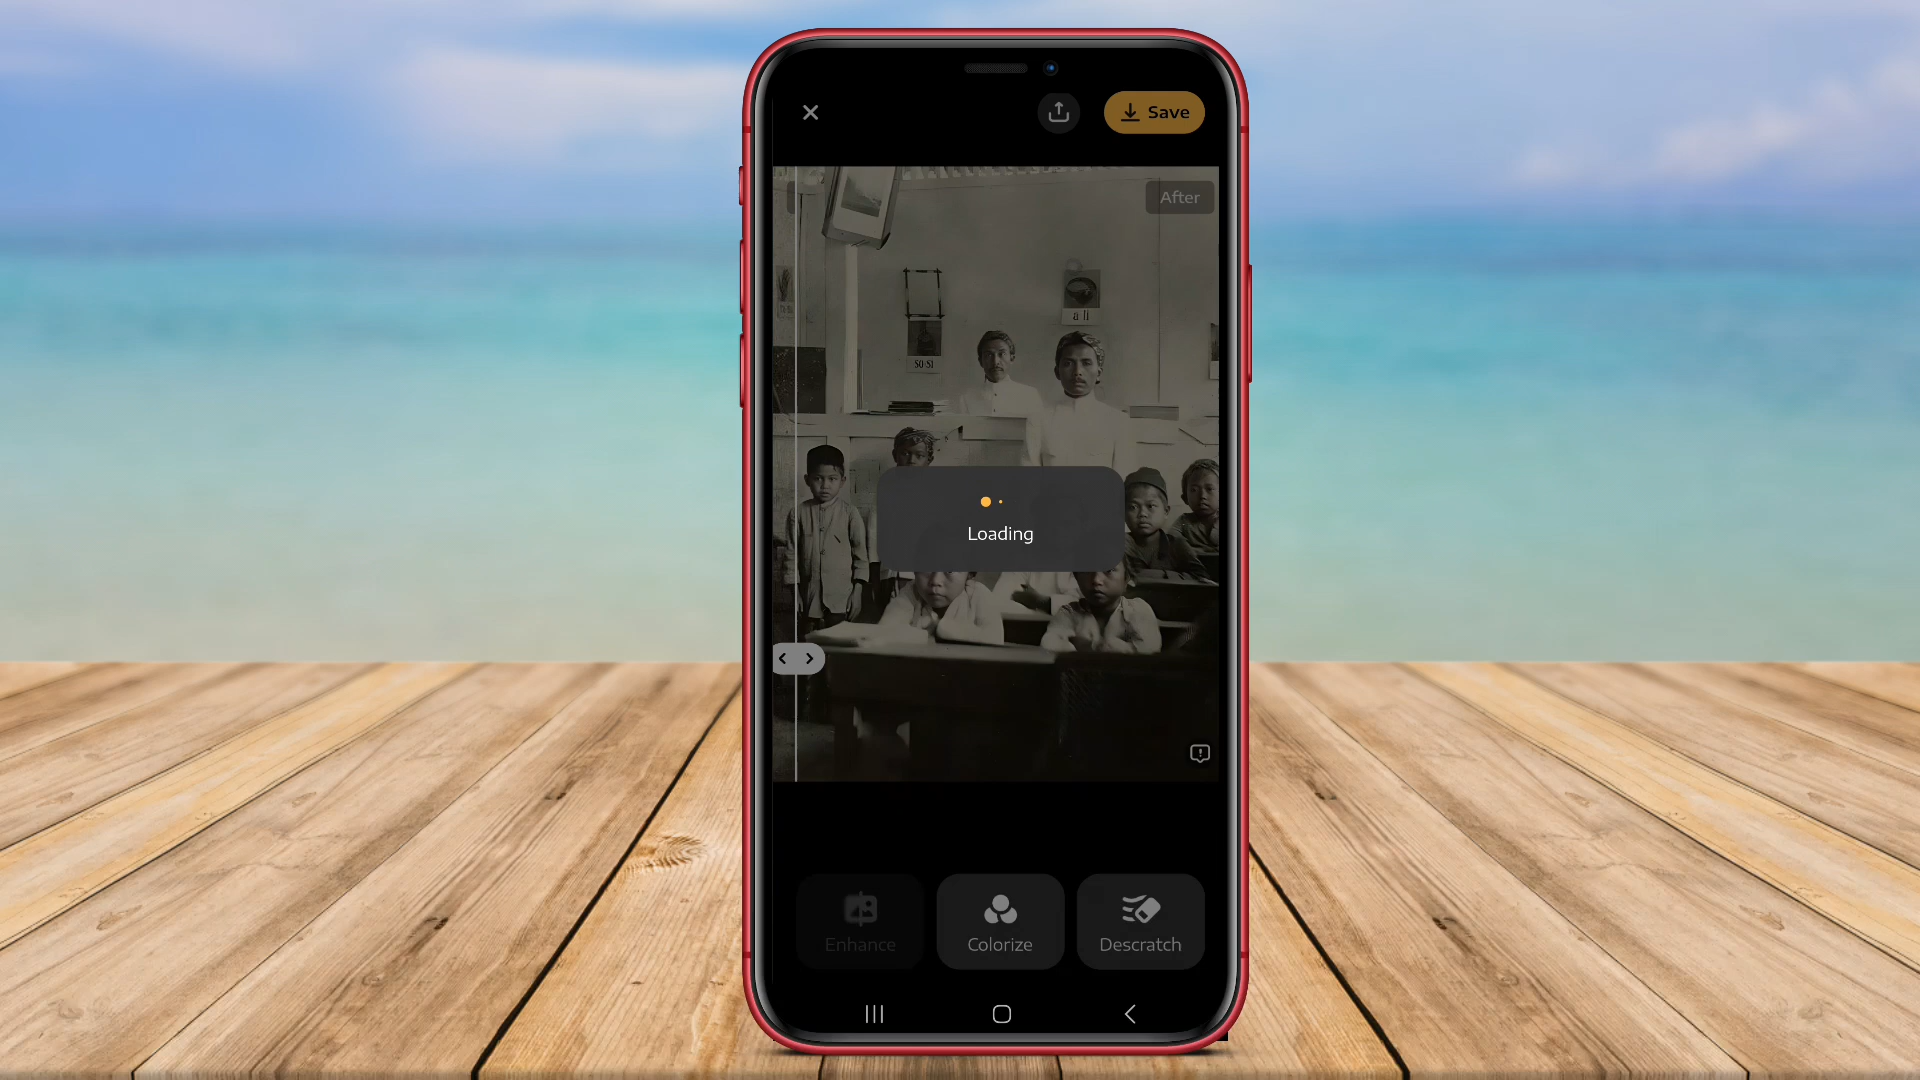 Save
After
a li
SO-SI
Loading
Enhance
Colorize
Descratch